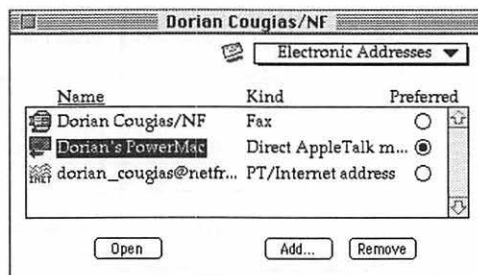 Dorian Cougias/NF
Electronic Addresses
Name Kind Preferred
Dorian Cougias/NF Fax
Dorian's PowerMac Direct AppleTalk m...
INET dorian_cougias@netfr... PT/Internet address
Open Add... Remove